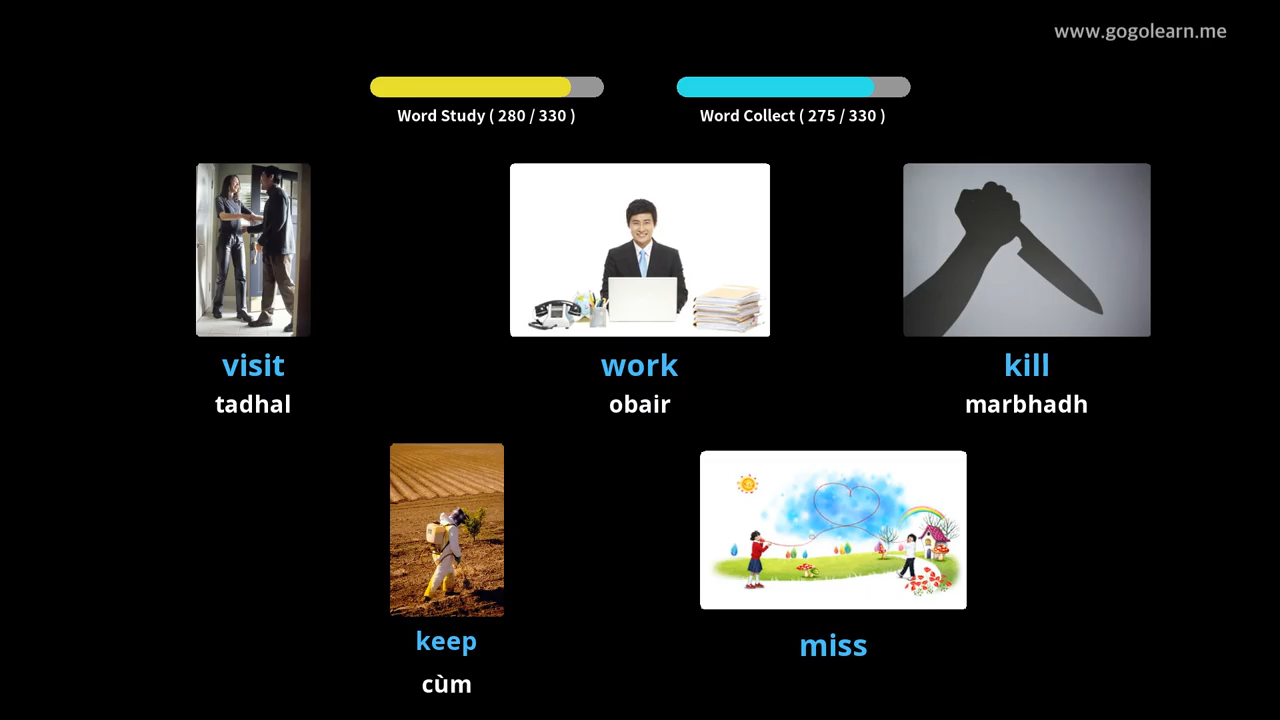 www.gogolearn.me
Word Study ( 280 / 330 )
Word Collect ( 275 / 330 )
visit
tadhal
work
obair
kill
marbhadh
keep
cùm
miss